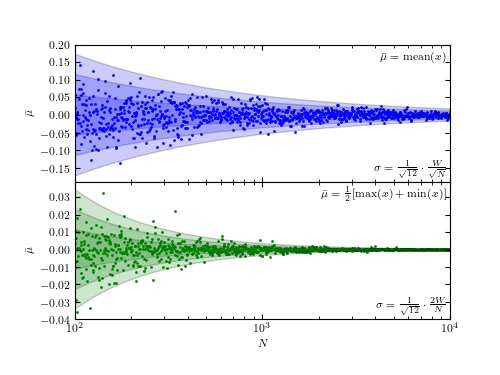 0.20
0.15
0.10
0.05
0.00
−0.05
−0.10
−0.15
μ̄
μ̄ = mean(x)
σ = 1/√12 · W/√N
0.03
0.02
0.01
0.00
−0.01
−0.02
−0.03
−0.04
μ̄
μ̄ = 1/2[max(x) + min(x)]
σ = 1/√12 · 2W/N
10² 10³ 10⁴
N